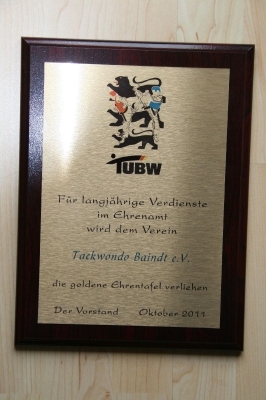 TUBW
Für langjährige Verdienste
im Ehrenamt
wird dem Verein
Taekwondo Baindt e.V.
die goldene Ehrentafel verliehen
Der Vorstand Oktober 2011